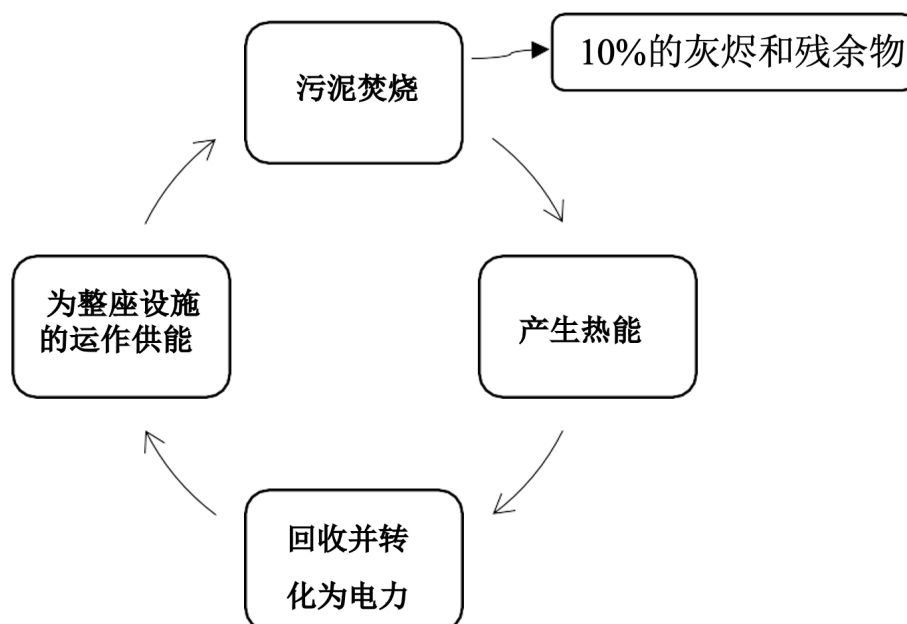 污泥焚烧
10%的灰烬和残余物
产生热能
回收并转
化为电力
为整座设施
的运作供能